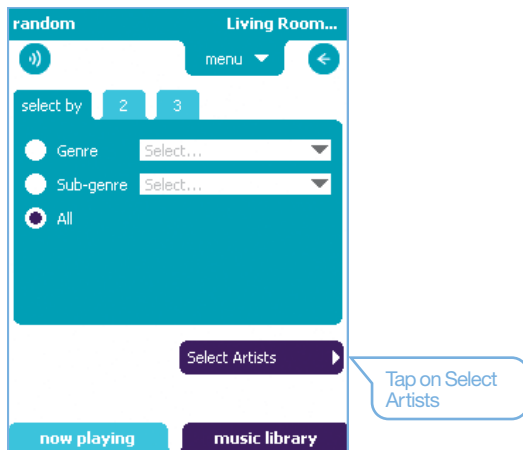 random Living Room...
menu
select by 2 3
Genre Select...
Sub-genre Select...
All
Select Artists
Tap on Select
Artists
now playing music library